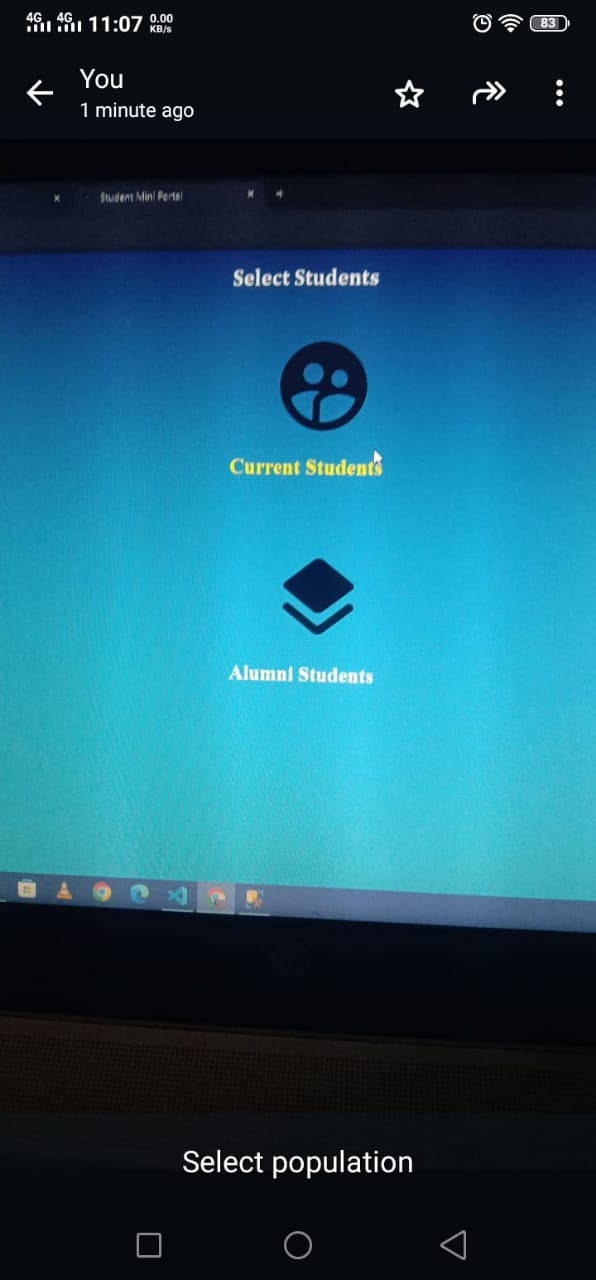 4G 4G 11:07 0.00 KB/s 83
You
1 minute ago
Student Mini Portal
Select Students
Current Students
Alumni Students
Select population